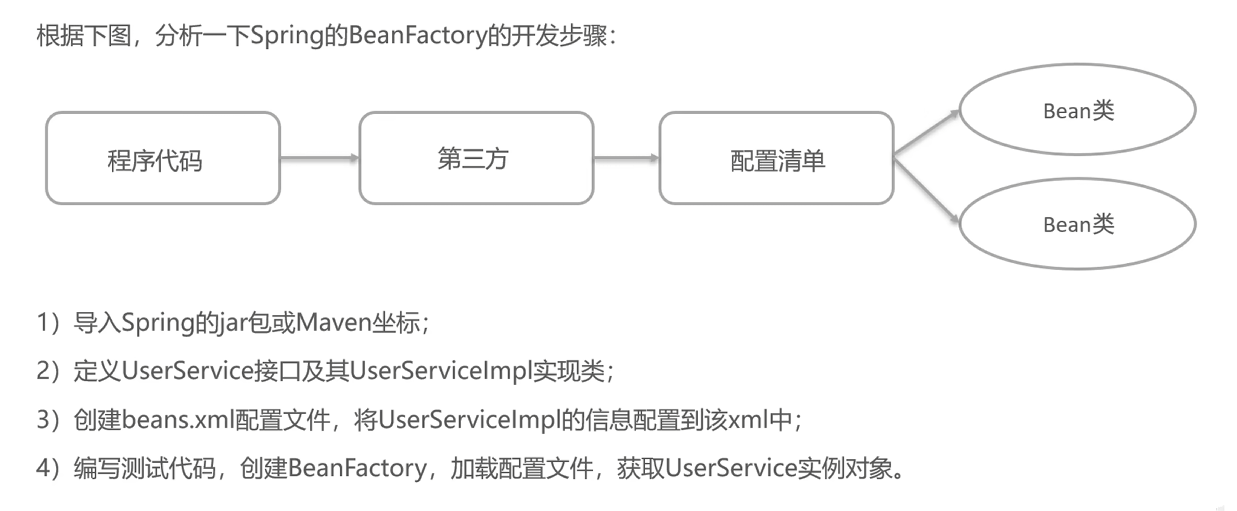 根据下图，分析一下Spring的BeanFactory的开发步骤：
程序代码
第三方
配置清单
Bean类
Bean类
1）导入Spring的jar包或Maven坐标；
2）定义UserService接口及其UserServiceImpl实现类；
3）创建beans.xml配置文件，将UserServiceImpl的信息配置到该xml中；
4）编写测试代码，创建BeanFactory，加载配置文件，获取UserService实例对象。